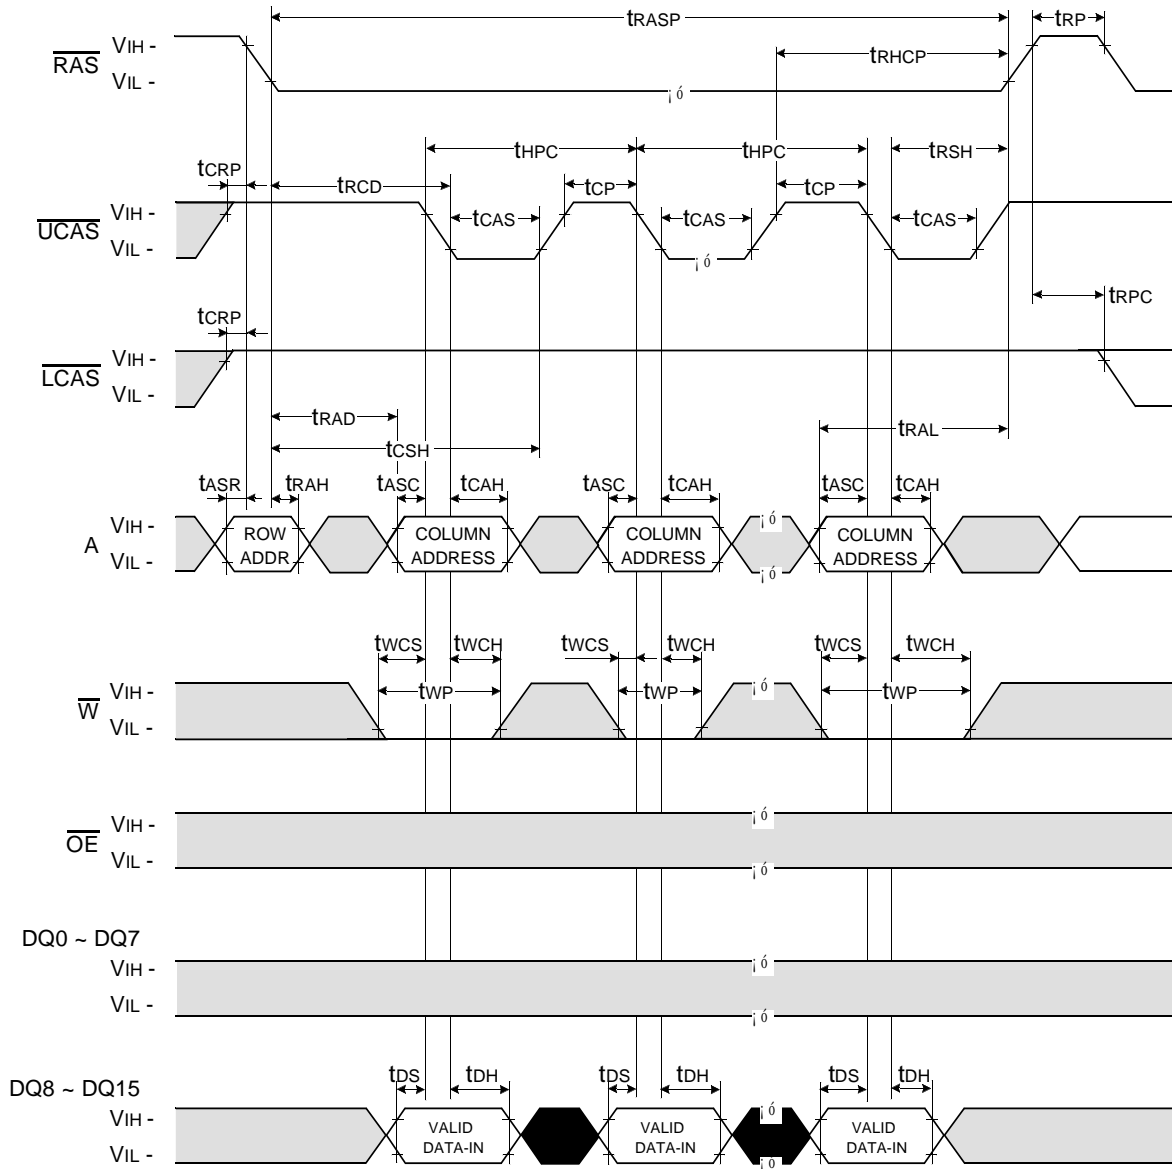 tRASP
tRP
RAS
VIH -
VIL -
tRHCP
¡ ó
tHPC
tHPC
tRSH
tCRP
tRCD
tCP
tCP
UCAS
VIH -
VIL -
tCAS
tCAS
tCAS
¡ ó
tRPC
tCRP
LCAS
VIH -
VIL -
tRAD
tCSH
tRAL
tASR
tRAH
tASC
tCAH
tASC
tCAH
tASC
tCAH
A
VIH -
VIL -
ROW
ADDR
COLUMN
ADDRESS
COLUMN
ADDRESS
¡ ó
¡ ó
COLUMN
ADDRESS
tWCS
tWCH
tWCS
tWCH
tWCS
tWCH
W
VIH -
VIL -
tWP
tWP
¡ ó
tWP
OE
VIH -
VIL -
¡ ó
¡ ó
DQ0 ~ DQ7
VIH -
VIL -
¡ ó
¡ ó
DQ8 ~ DQ15
tDS
tDH
tDS
tDH
tDS
tDH
VIH -
VIL -
VALID
DATA-IN
VALID
DATA-IN
¡ ó
¡ ó
VALID
DATA-IN